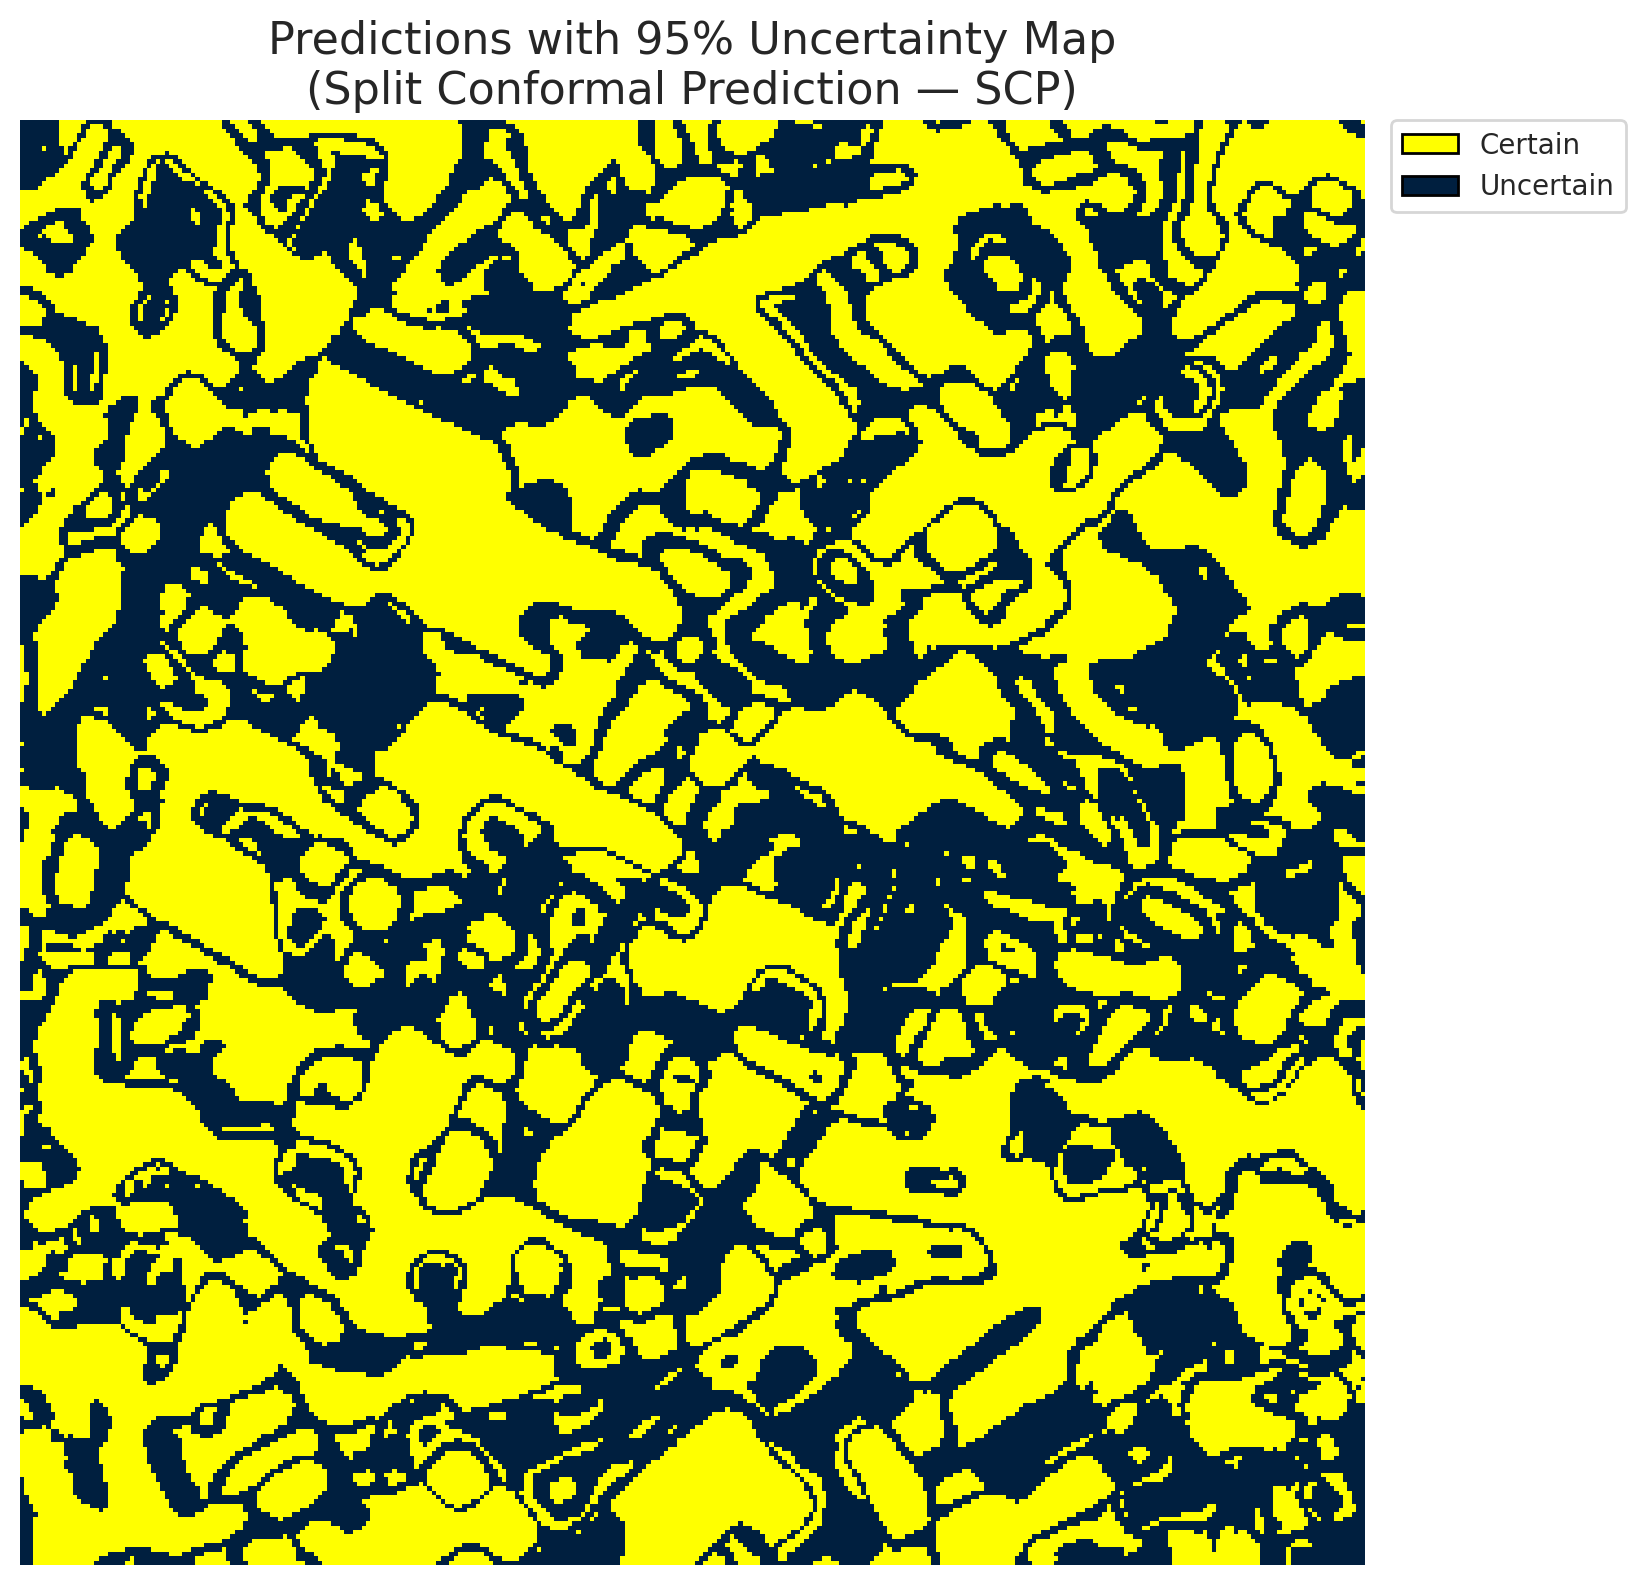 Predictions with 95% Uncertainty Map
(Split Conformal Prediction — SCP)
Certain
Uncertain